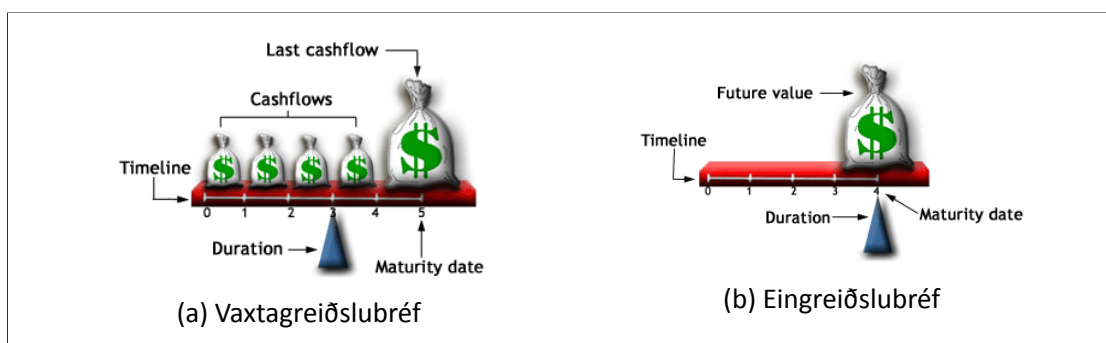 Last cashflow
Cashflows
$ $ $ $ $
Timeline
0 1 2 3 4 5
Duration
Maturity date
(a) Vaxtagreiðslubréf
Future value
$
Timeline
0 1 2 3 4
Duration
Maturity date
(b) Eingreiðslubréf